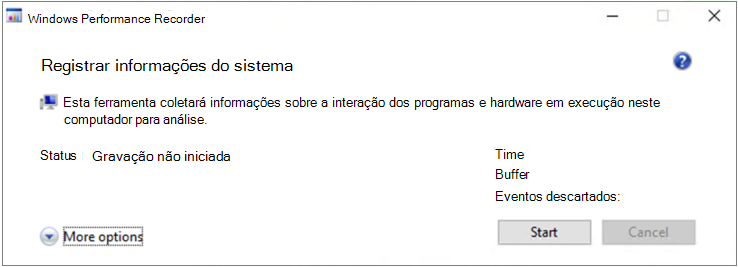 Windows Performance Recorder
Registrar informações do sistema
Esta ferramenta coletará informações sobre a interação dos programas e hardware em execução neste
computador para análise.
Status Gravação não iniciada
Time
Buffer
Eventos descartados:
More options
Start
Cancel